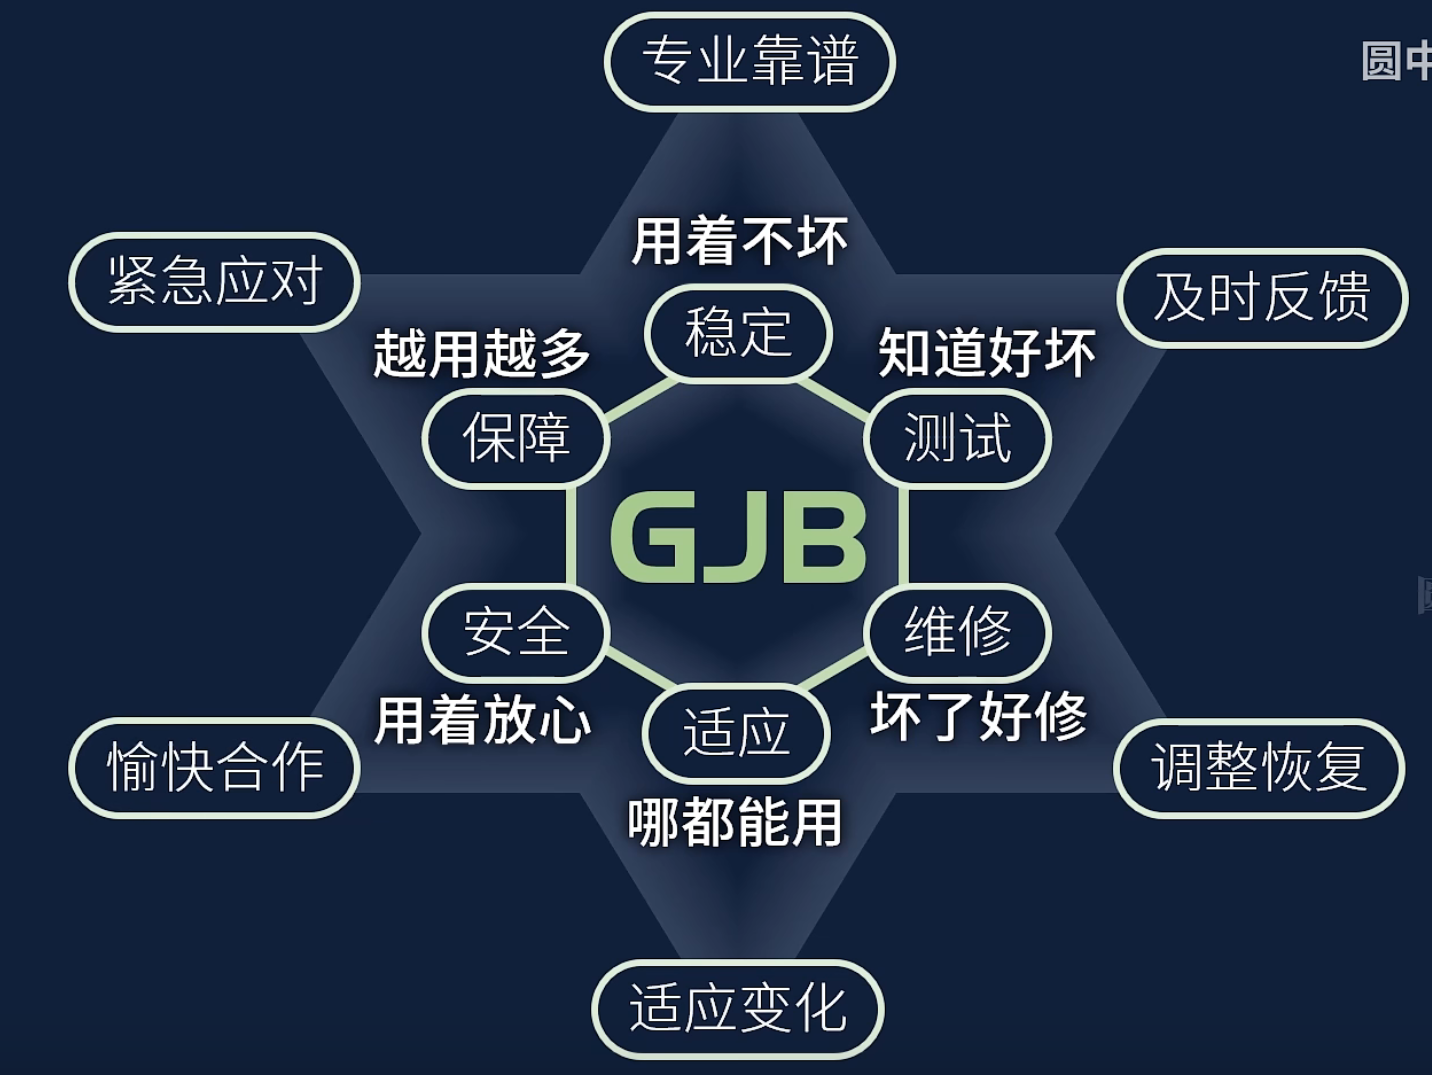 专业靠谱
圆中
用着不坏
紧急应对
及时反馈
稳定
越用越多
知道好坏
保障
测试
GJB
安全
维修
用着放心
适应
坏了好修
愉快合作
调整恢复
哪都能用
适应变化